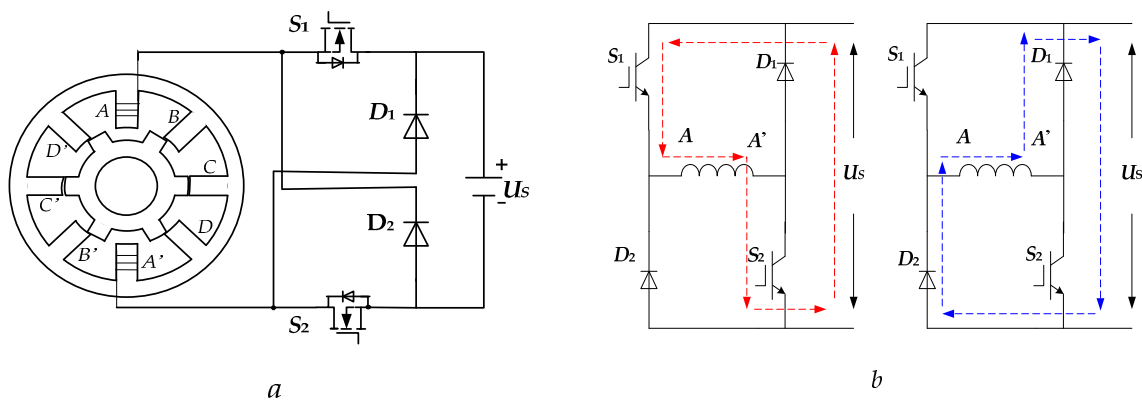 S1
A
B
D'
C
C'
D
B'
A'
D1
D2
+
Us
-
S2
a
S1
D1
A
A'
Us
D2
S2
S1
D1
A
A'
Us
D2
S2
b